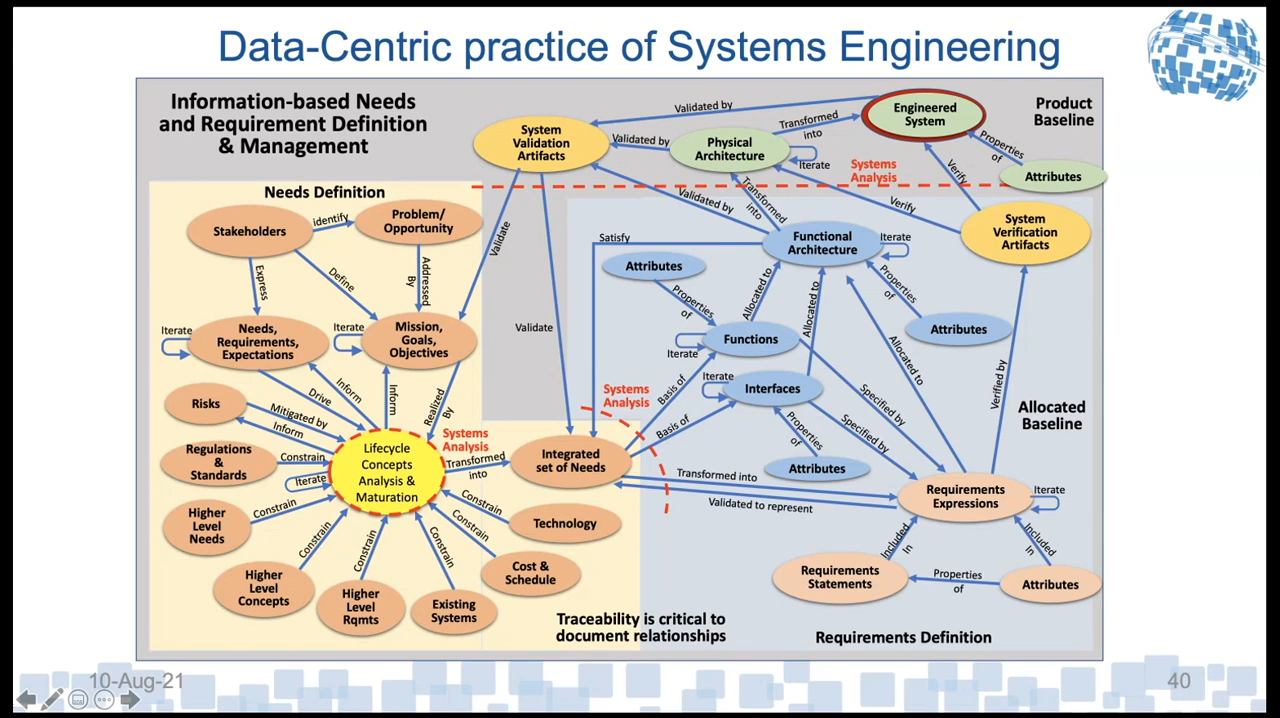 Data-Centric practice of Systems Engineering
Information-based Needs
and Requirement Definition
& Management
Product
Baseline
Engineered
System
System
Validation
Artifacts
Physical
Architecture
Validated by
Validated by
Transformed
into
Iterate
Properties
of
Attributes
Systems
Analysis
Verify
Verify
System
Verification
Artifacts
Validated by
Transformed
into
Needs Definition
Stakeholders
identify
Problem/
Opportunity
Express
Define
Addressed
By
Validate
Validate
Satisfy
Functional
Architecture
Iterate
Attributes
Properties
of
Allocated to
Allocated to
Properties
of
Attributes
Iterate
Needs,
Requirements,
Expectations
Iterate
Mission,
Goals,
Objectives
Functions
Iterate
Iterate
Interfaces
Allocated to
Verified by
Specified by
Specified by
Properties
of
Attributes
Systems
Analysis
Basis of
Basis of
Allocated
Baseline
Drive
Inform
Inform
Realized
By
Risks
Mitigated by
Inform
Regulations
&
Standards
Constrain
Iterate
Lifecycle
Concepts
Analysis &
Maturation
Systems
Analysis
Transformed
into
Integrated
set of Needs
Transformed into
Validated to represent
Requirements
Expressions
Iterate
Higher
Level
Needs
Constrain
Constrain
Technology
Constrain
Cost &
Schedule
Constrain
Constrain
Constrain
Higher
Level
Concepts
Higher
Level
Rqmts
Existing
Systems
Included
In
Included
In
Requirements
Statements
Properties
of
Attributes
Traceability is critical to
document relationships
Requirements Definition
10-Aug-21
40